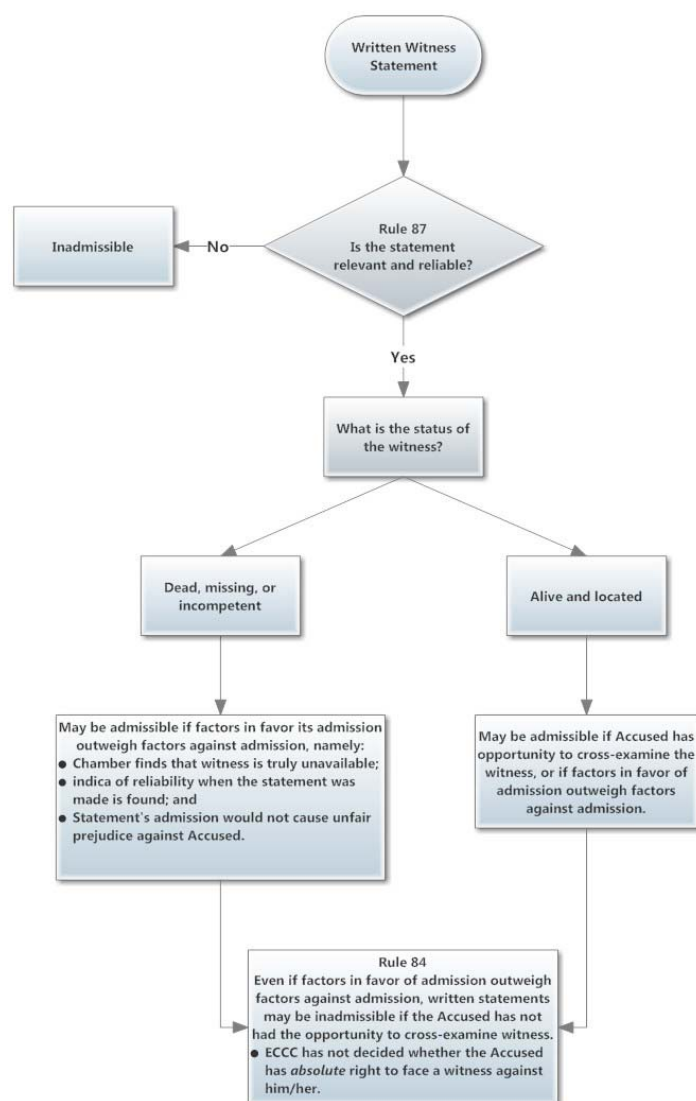 Written Witness
Statement
Rule 87
Is the statement
relevant and reliable?
Inadmissible
No
Yes
What is the status of
the witness?
Dead, missing, or
incompetent
Alive and located
May be admissible if factors in favor its admission
outweigh factors against admission, namely:
● Chamber finds that witness is truly unavailable;
● indica of reliability when the statement was
made is found; and
● Statement`s admission would not cause unfair
prejudice against Accused.
May be admissible if Accused has
opportunity to cross-examine the
witness, or if factors in favor of
admission outweigh factors
against admission.
Rule 84
Even if factors in favor of admission outweigh
factors against admission, written statements
may be inadmissible if the Accused has not
had the opportunity to cross-examine witness.
● ECCC has not decided whether the Accused
has absolute right to face a witness against
him/her.